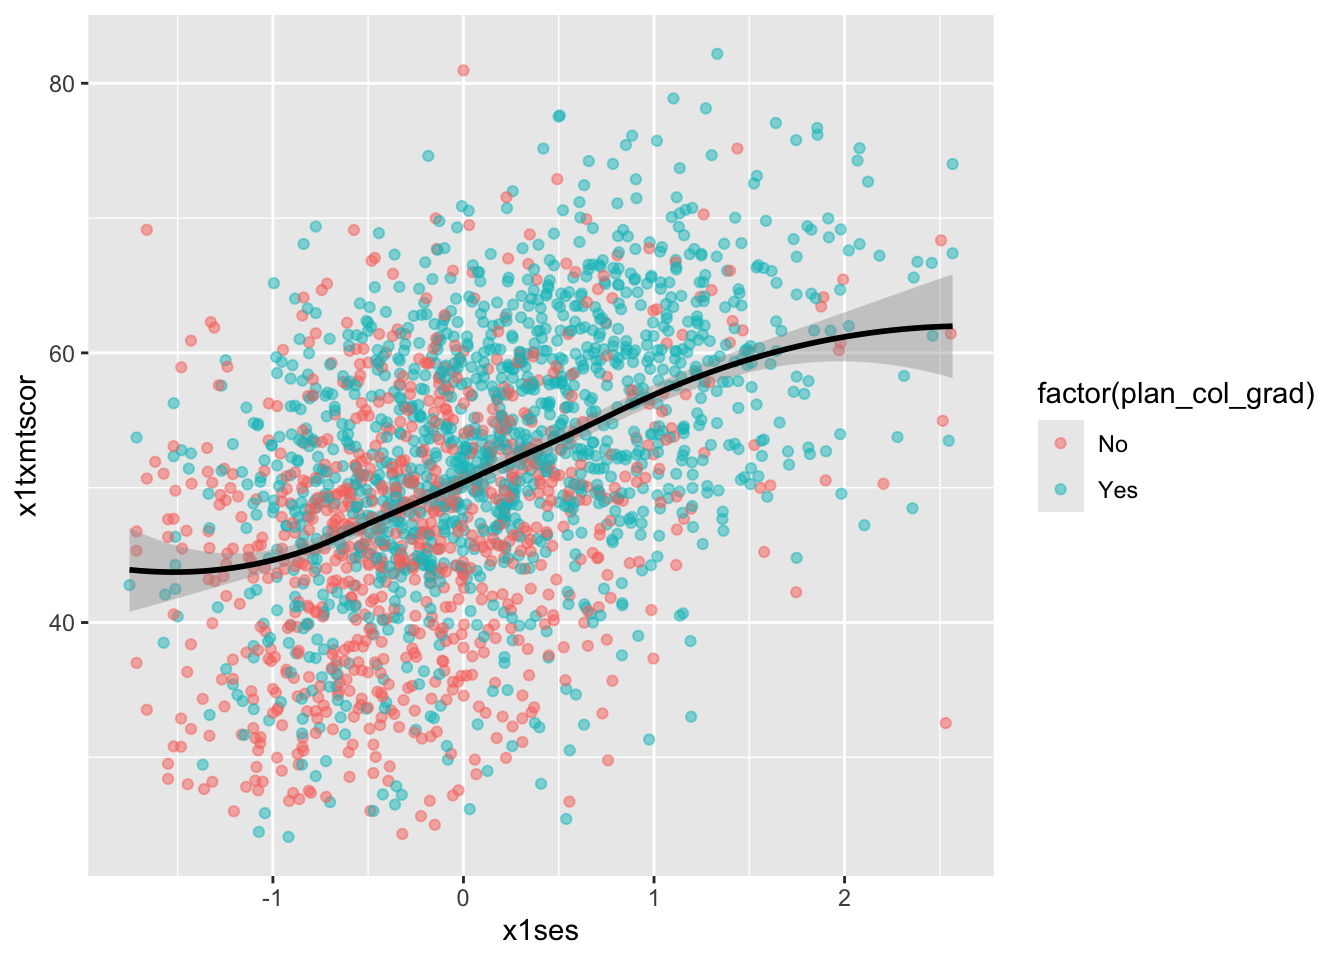 80
60
40
x1txmtscor
-1
0
1
2
x1ses
factor(plan_col_grad)
No
Yes